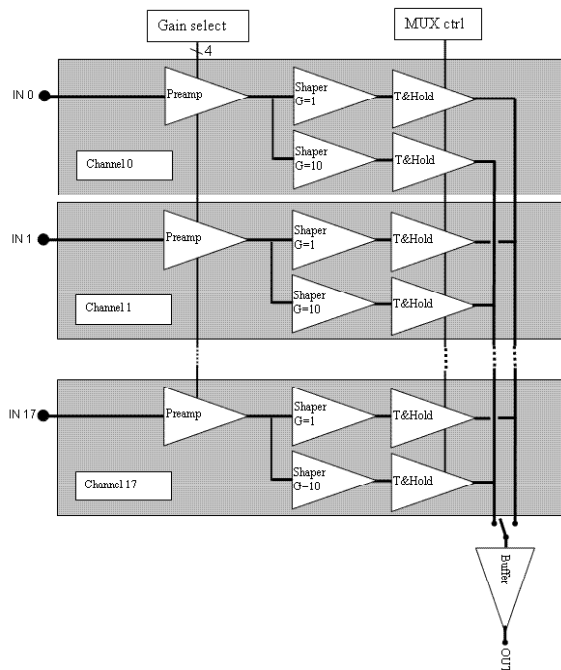 Gain select
MUX ctrl
4
IN 0
Preamp
Shaper
G=1
T&Hold
Shaper
G=10
T&Hold
Channel 0
IN 1
Preamp
Shaper
G=1
T&Hold
Shaper
G=10
T&Hold
Channel 1
IN 17
Preamp
Shaper
G=1
T&Hold
Shaper
G-10
T&Hold
Channel 17
Buffer
OUT